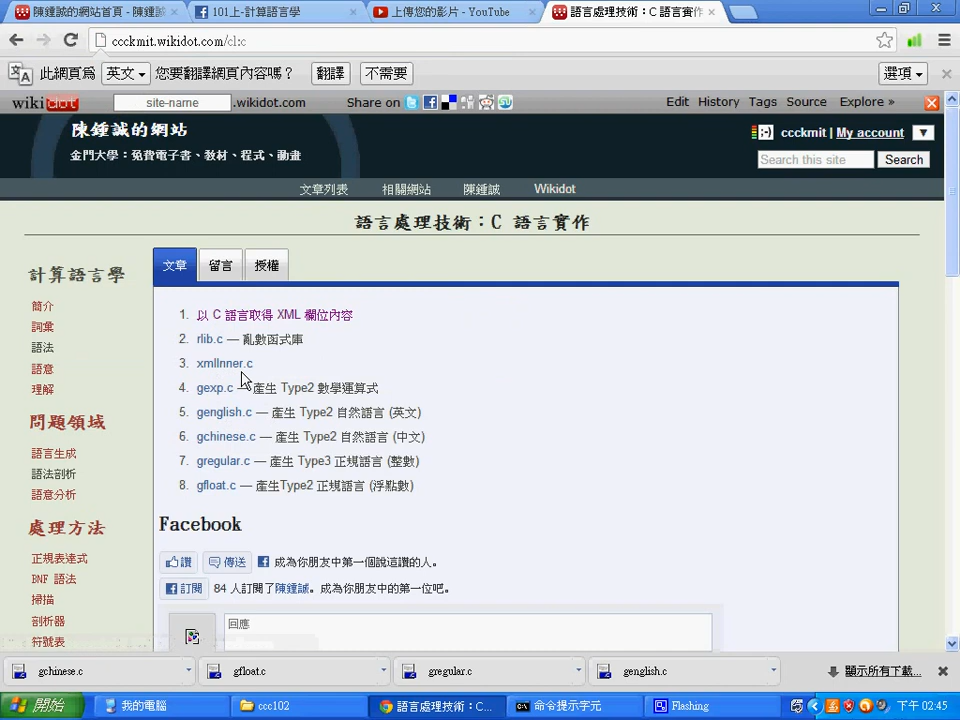 陳鍾誠的網站首頁 - 陳鍾誠
101上-計算語言學
上傳您的影片 - YouTube
語言處理技術：C 語言實作
ccckmit.wikidot.com/cl:c
此網頁為 英文 您要翻譯網頁內容嗎？ 翻譯 不需要 選項
wikidot site-name .wikidot.com Share on Edit History Tags Source Explore »
陳鍾誠的網站
ccckmit | My account
金門大學：免費電子書、教材、程式、動畫
Search this site Search
文章列表 相關網站 陳鍾誠 Wikidot
語言處理技術：C 語言實作
計算語言學
簡介
詞彙
語法
語意
理解
問題領域
語言生成
語法剖析
語意分析
處理方法
正規表達式
BNF 語法
掃描
剖析器
符號表
文章 留言 授權
1. 以 C 語言取得 XML 欄位內容
2. rlib.c — 亂數函式庫
3. xmlInner.c
4. gexp.c — 產生 Type2 數學運算式
5. genglish.c — 產生 Type2 自然語言 (英文)
6. gchinese.c — 產生 Type2 自然語言 (中文)
7. gregular.c — 產生 Type3 正規語言 (整數)
8. gfloat.c — 產生Type2 正規語言 (浮點數)
Facebook
讚 傳送 成為你朋友中第一個說這讚的人。
訂閱 84 人訂閱了陳鍾誠。成為你朋友中的第一位吧。
回應
gchinese.c gfloat.c gregular.c genglish.c 顯示所有下載...
開始 我的電腦 ccc102 語言處理技術：C... 命令提示字元 Flashing 下午 02:45